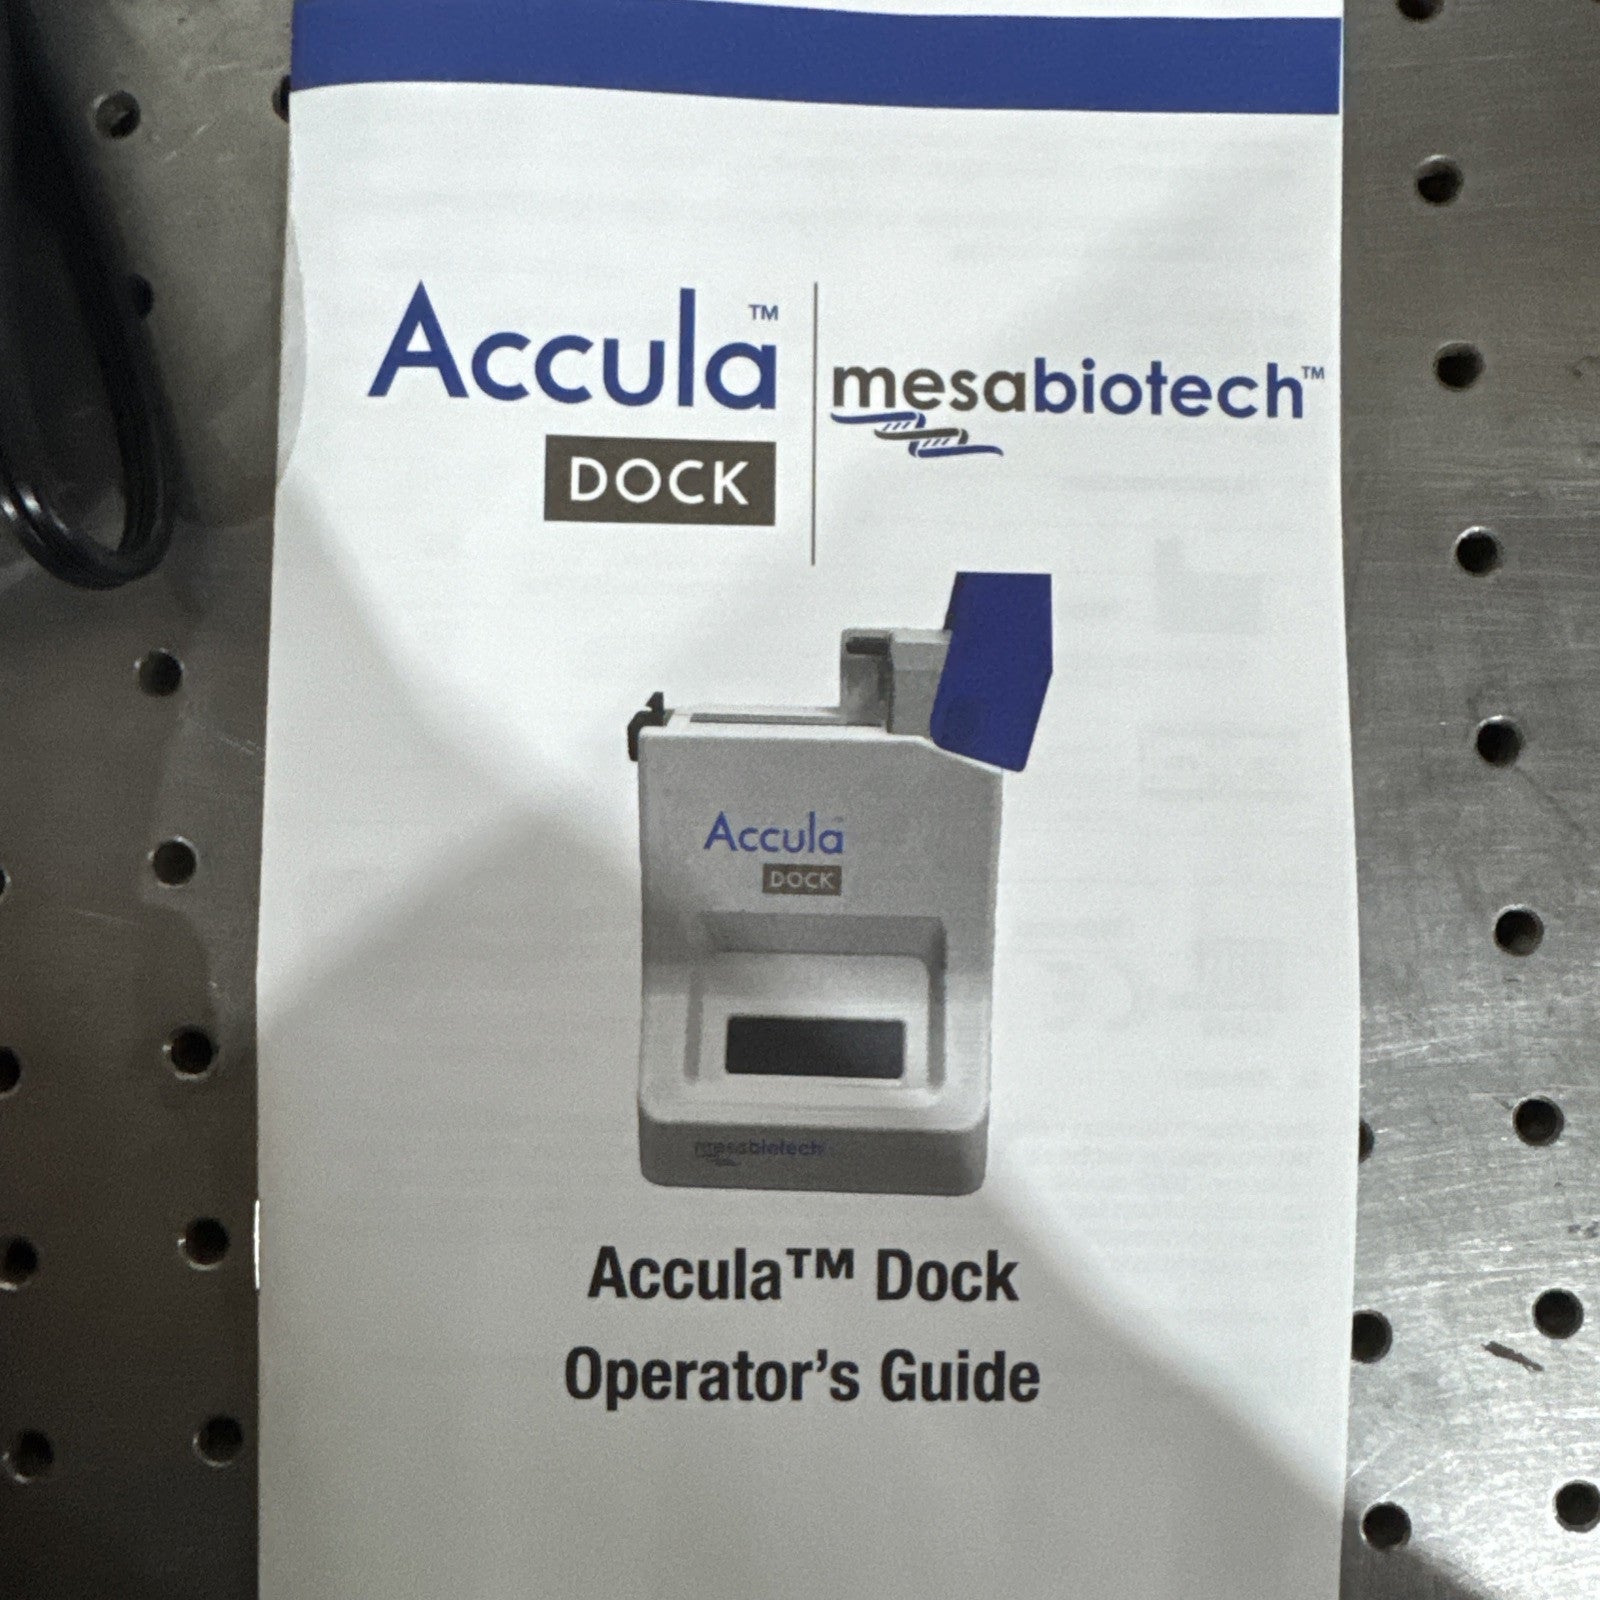 Accula™
DOCK
mesabiotech™
Accula
DOCK
mesabiotech
Accula™ Dock
Operator's Guide